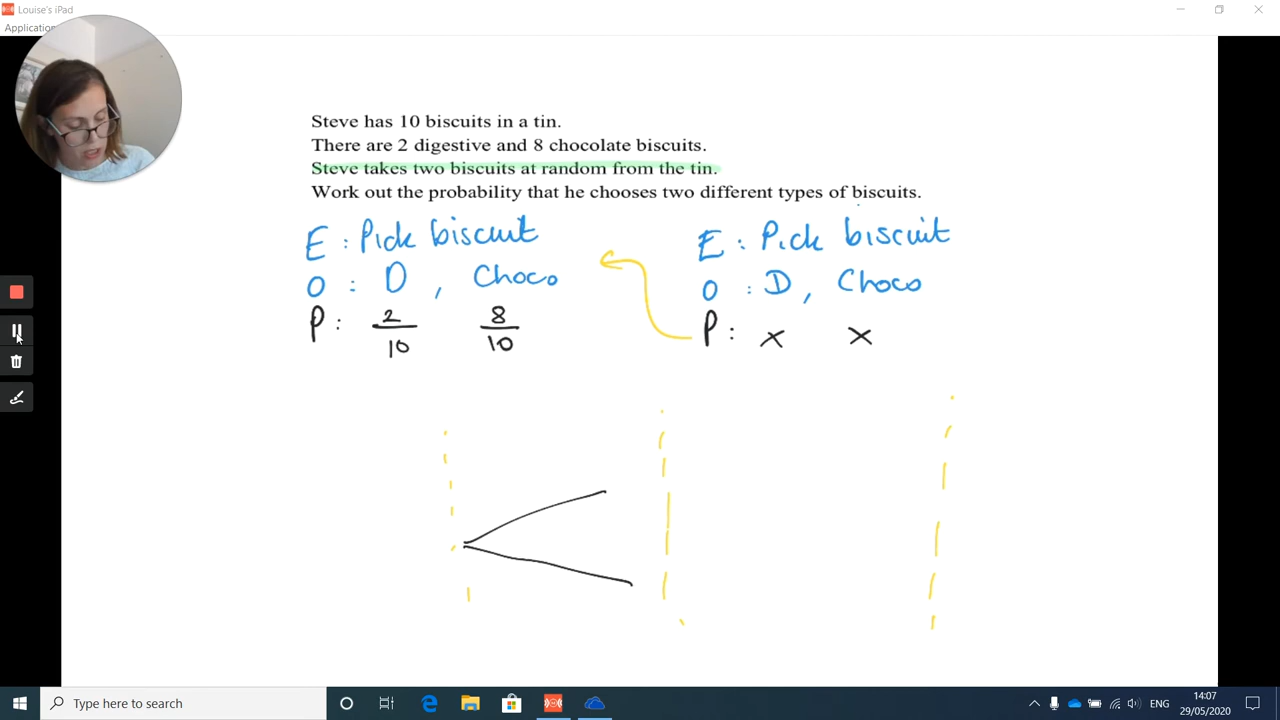 Louise's iPad
Application
Steve has 10 biscuits in a tin.
There are 2 digestive and 8 chocolate biscuits.
Steve takes two biscuits at random from the tin.
Work out the probability that he chooses two different types of biscuits.
E : Pick biscuit
O : D , Choco
P : 2/10 8/10
E : Pick biscuit
O : D , Choco
P : x x
Type here to search
ENG
14:07
29/05/2020